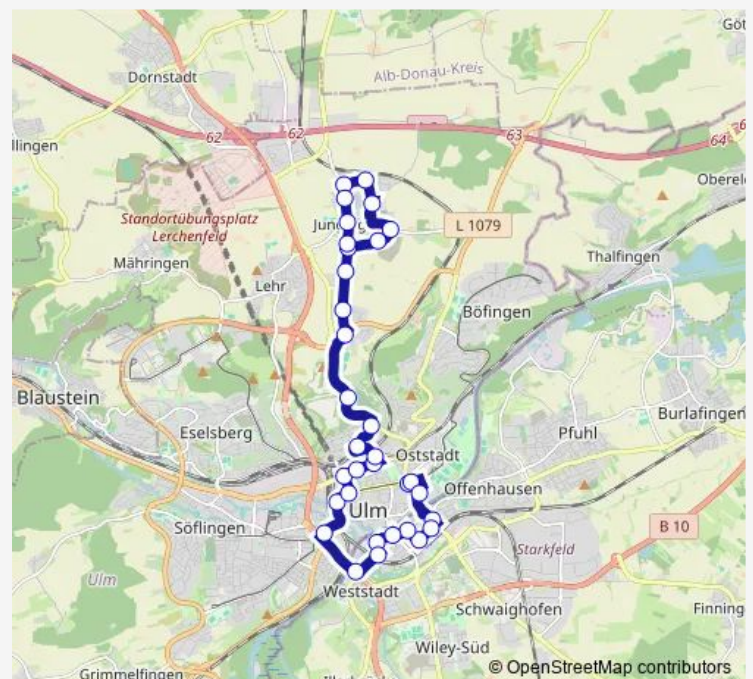 Göt
Dornstadt
Alb-Donau-Kreis
62
62
63
64
6
llingen
Oberel
Standortübungsplatz
Lerchenfeld
Jun
g
L 1079
Mähringen
Thalfingen
Lehr
Böfingen
Blaustein
Burlafingen
Eselsberg
Pfuhl
Oststadt
Offenhausen
Ulm
Söflingen
B 10
Starkfeld
Ulm
Weststadt
Schwaighofen
Finning
Wiley-Süd
Grimmelfingen
© OpenStreetMap contributors